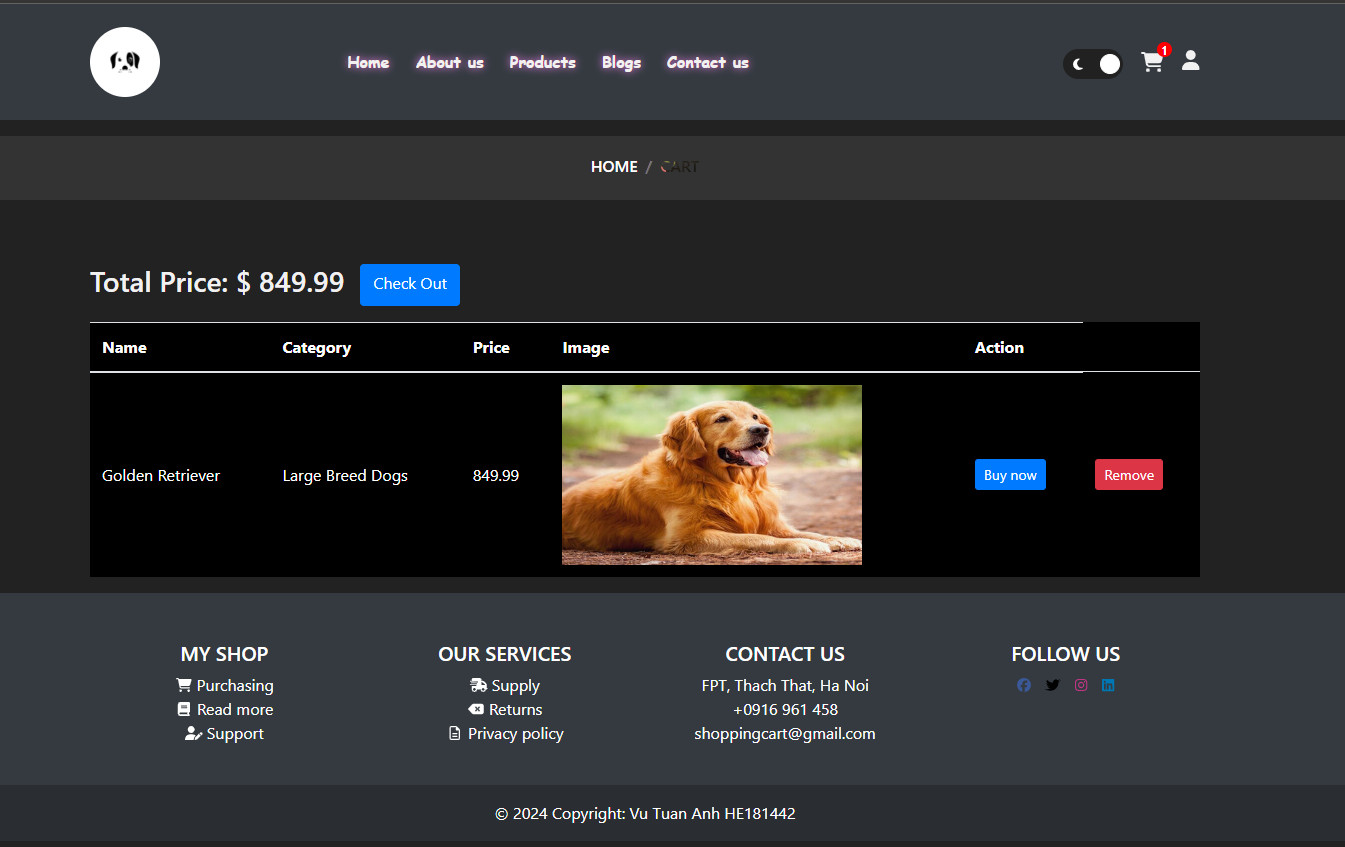 Home About us Products Blogs Contact us 1
HOME / CART
Total Price: $ 849.99 Check Out
Name Category Price Image Action
Golden Retriever Large Breed Dogs 849.99 Buy now Remove
MY SHOP OUR SERVICES CONTACT US FOLLOW US
Purchasing Supply FPT, Thach That, Ha Noi
Read more Returns +0916 961 458
Support Privacy policy shoppingcart@gmail.com
© 2024 Copyright: Vu Tuan Anh HE181442